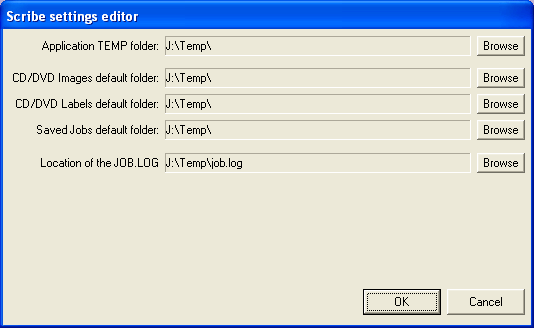 Scribe settings editor
Application TEMP folder: J:\Temp\ Browse
CD/DVD Images default folder: J:\Temp\ Browse
CD/DVD Labels default folder: J:\Temp\ Browse
Saved Jobs default folder: J:\Temp\ Browse
Location of the JOB.LOG J:\Temp\job.log Browse
OK Cancel